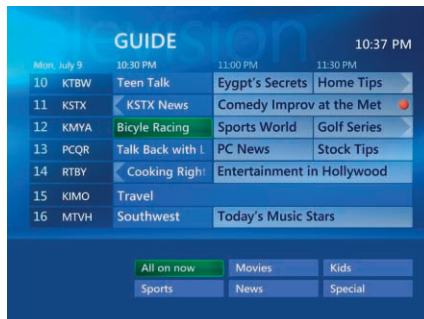 GUIDE
10:37 PM
Mon, July 9 10:30 PM 11:00 PM 11:30 PM
10 KTBW Teen Talk Eygpt's Secrets Home Tips
11 KSTX KSTX News Comedy Improv at the Met
12 KMYA Bicyle Racing Sports World Golf Series
13 PCQR Talk Back with L PC News Stock Tips
14 RTBY Cooking Right Entertainment in Hollywood
15 KIMO Travel
16 MTVH Southwest Today's Music Stars
All on now Movies Kids
Sports News Special